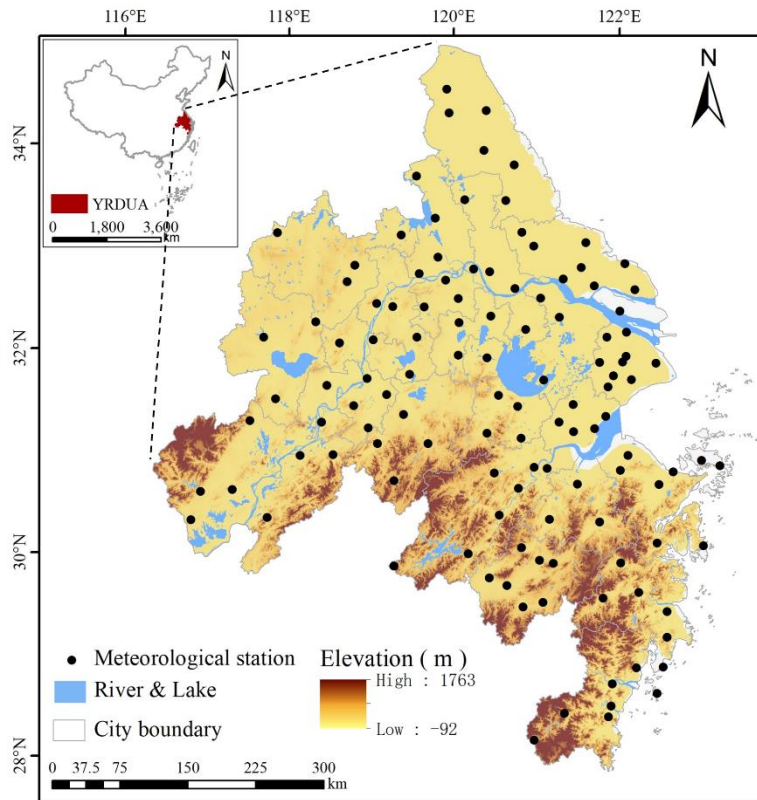 116°E 118°E 120°E 122°E
N
N
YRDUA
0 1,800 3,600
km
34°N
32°N
30°N
28°N
Meteorological station
River & Lake
City boundary
Elevation ( m )
High : 1763
Low : -92
0 37.5 75 150 225 300
km